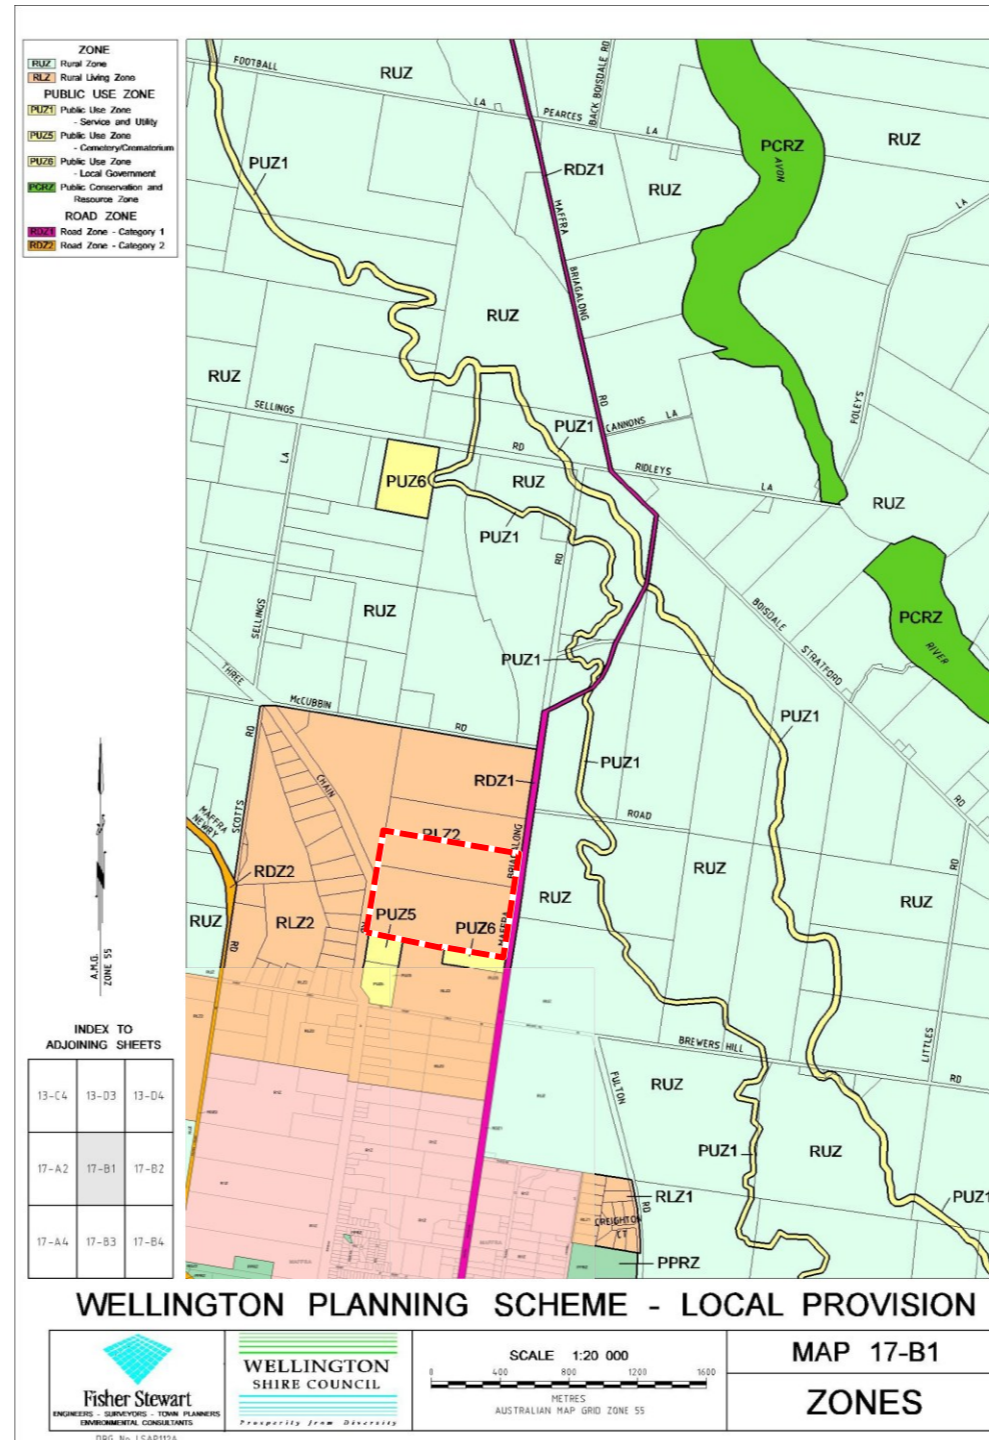 ZONE
RUZ Rural Zone
RLZ Rural Living Zone
PUBLIC USE ZONE
PUZ1 Public Use Zone
- Service and Utility
PUZ5 Public Use Zone
- Cemetery/Crematorium
PUZ6 Public Use Zone
- Local Government
PCRZ Public Conservation and
Resource Zone
ROAD ZONE
RDZ1 Road Zone - Category 1
RDZ2 Road Zone - Category 2
FOOTBALL
LA
RUZ
PEARCES
LA
BACK BOISDALE RD
PUZ1
RDZ1
RUZ
PCRZ
AVON
RUZ
LA
MAFFRA
BRIAGALONG
RD
RUZ
RUZ
SELLINGS
RD
PUZ1
CANNONS LA
FOLEYS
LA
PUZ6
RUZ
RIDLEYS
LA
RUZ
PUZ1
RD
SELLINGS
RUZ
BOISDALE
STRATFORD
RD
PCRZ
RIVER
PUZ1
THREE
McCUBBIN
RD
PUZ1
PUZ1
RDZ1
CHAIN
RD
RD
SCOTTS
MAFFRA
NEWRY
RD
RLZ2
BRIAGALONG
MAFFRA
ROAD
RUZ
RD
RDZ2
RUZ
RUZ
RUZ
RLZ2
PUZ5
PUZ6
LITTLES
BREWERS HILL
RD
FULTON
RD
RUZ
PUZ1
RUZ
PUZ1
RLZ1
CREIGHTON
CT
PPRZ
MAFFRA
MAFFRA
A.M.G.
ZONE 55
INDEX TO
ADJOINING SHEETS
13-C4 13-D3 13-D4
17-A2 17-B1 17-B2
17-A4 17-B3 17-B4
WELLINGTON PLANNING SCHEME - LOCAL PROVISION
Fisher Stewart
ENGINEERS - SURVEYORS - TOWN PLANNERS
ENVIRONMENTAL CONSULTANTS
WELLINGTON
SHIRE COUNCIL
Prosperity from Diversity
SCALE 1:20 000
0 400 800 1200 1600
METRES
AUSTRALIAN MAP GRID ZONE 55
MAP 17-B1
ZONES